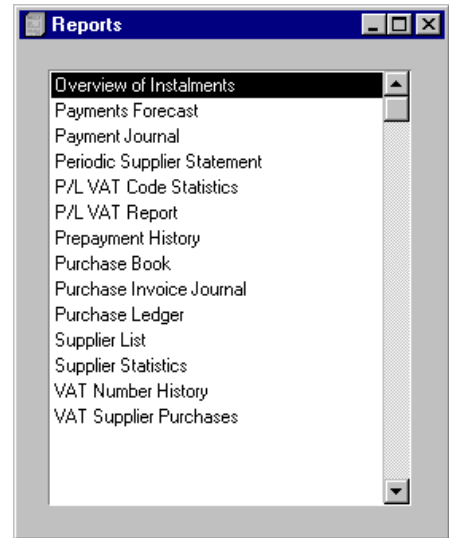 Reports
Overview of Instalments
Payments Forecast
Payment Journal
Periodic Supplier Statement
P/L VAT Code Statistics
P/L VAT Report
Prepayment History
Purchase Book
Purchase Invoice Journal
Purchase Ledger
Supplier List
Supplier Statistics
VAT Number History
VAT Supplier Purchases